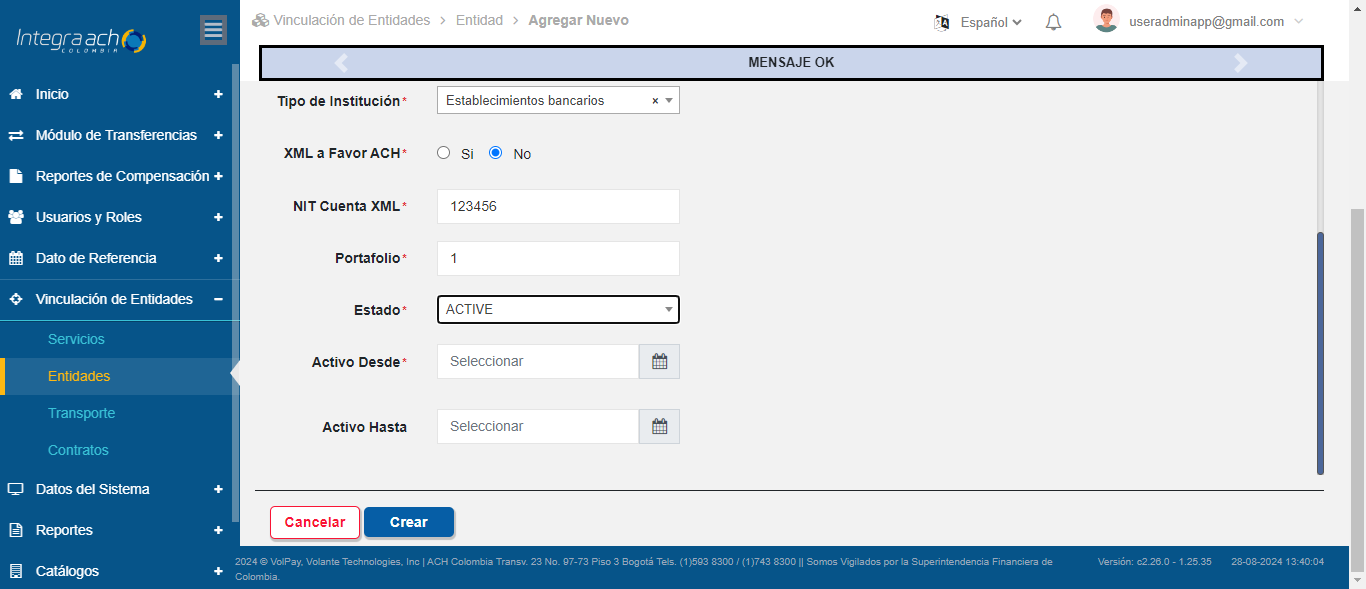 Integra ach
COLOMBIA
Inicio +
Módulo de Transferencias +
Reportes de Compensación +
Usuarios y Roles +
Dato de Referencia +
Vinculación de Entidades −
Servicios
Entidades
Transporte
Contratos
Datos del Sistema +
Reportes +
Catálogos +
Vinculación de Entidades > Entidad > Agregar Nuevo
Español
useradminapp@gmail.com
MENSAJE OK
Tipo de Institución* Establecimientos bancarios ×
XML a Favor ACH* Si No
NIT Cuenta XML* 123456
Portafolio* 1
Estado* ACTIVE
Activo Desde* Seleccionar
Activo Hasta Seleccionar
Cancelar Crear
2024 © VolPay, Volante Technologies, Inc | ACH Colombia Transv. 23 No. 97-73 Piso 3 Bogotá Tels. (1)593 8300 / (1)743 8300 || Somos Vigilados por la Superintendencia Financiera de
Colombia.
Versión: c2.26.0 - 1.25.35 28-08-2024 13:40:04